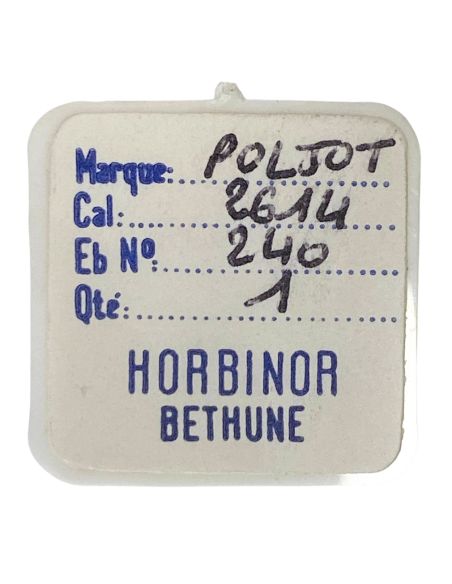 Marque: POLJOT
Cal: 2614
Eb Nº: 240
Qté: 1
HORBINOR
BETHUNE